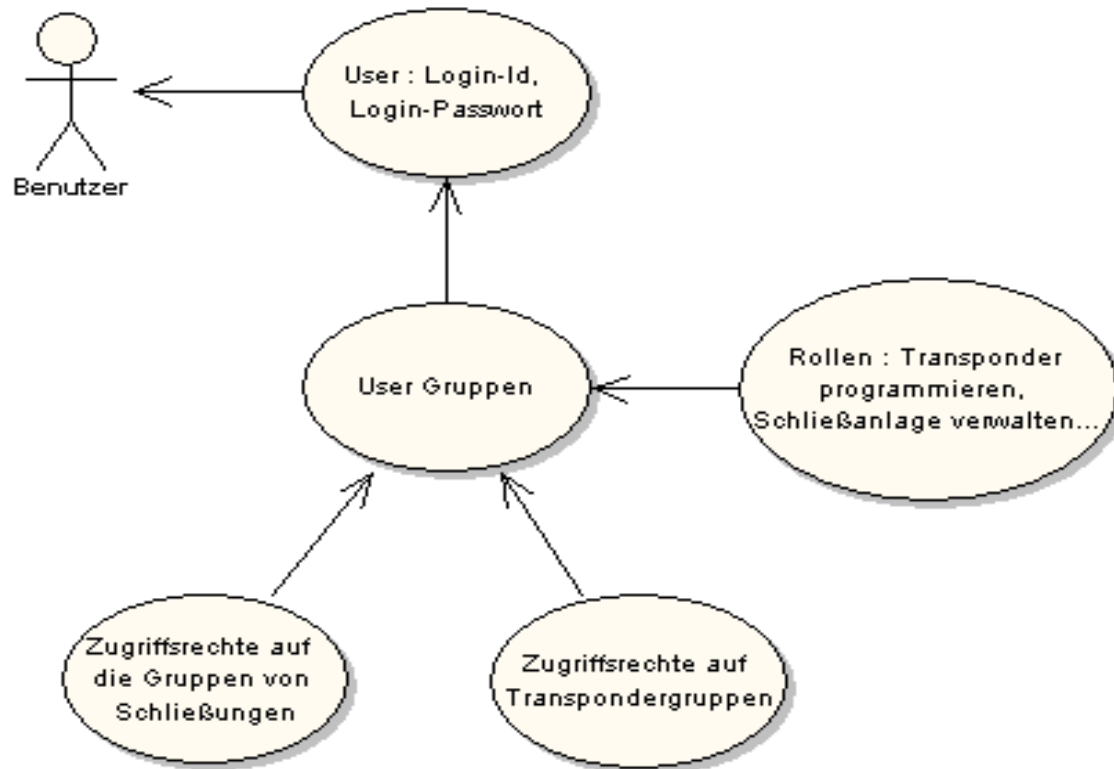 User : Login-Id,
Login-Passwort
Benutzer
User Gruppen
Rollen : Transponder
programmieren,
Schließanlage verwalten...
Zugriffsrechte auf
die Gruppen von
Schließungen
Zugriffsrechte auf
Transpondergruppen